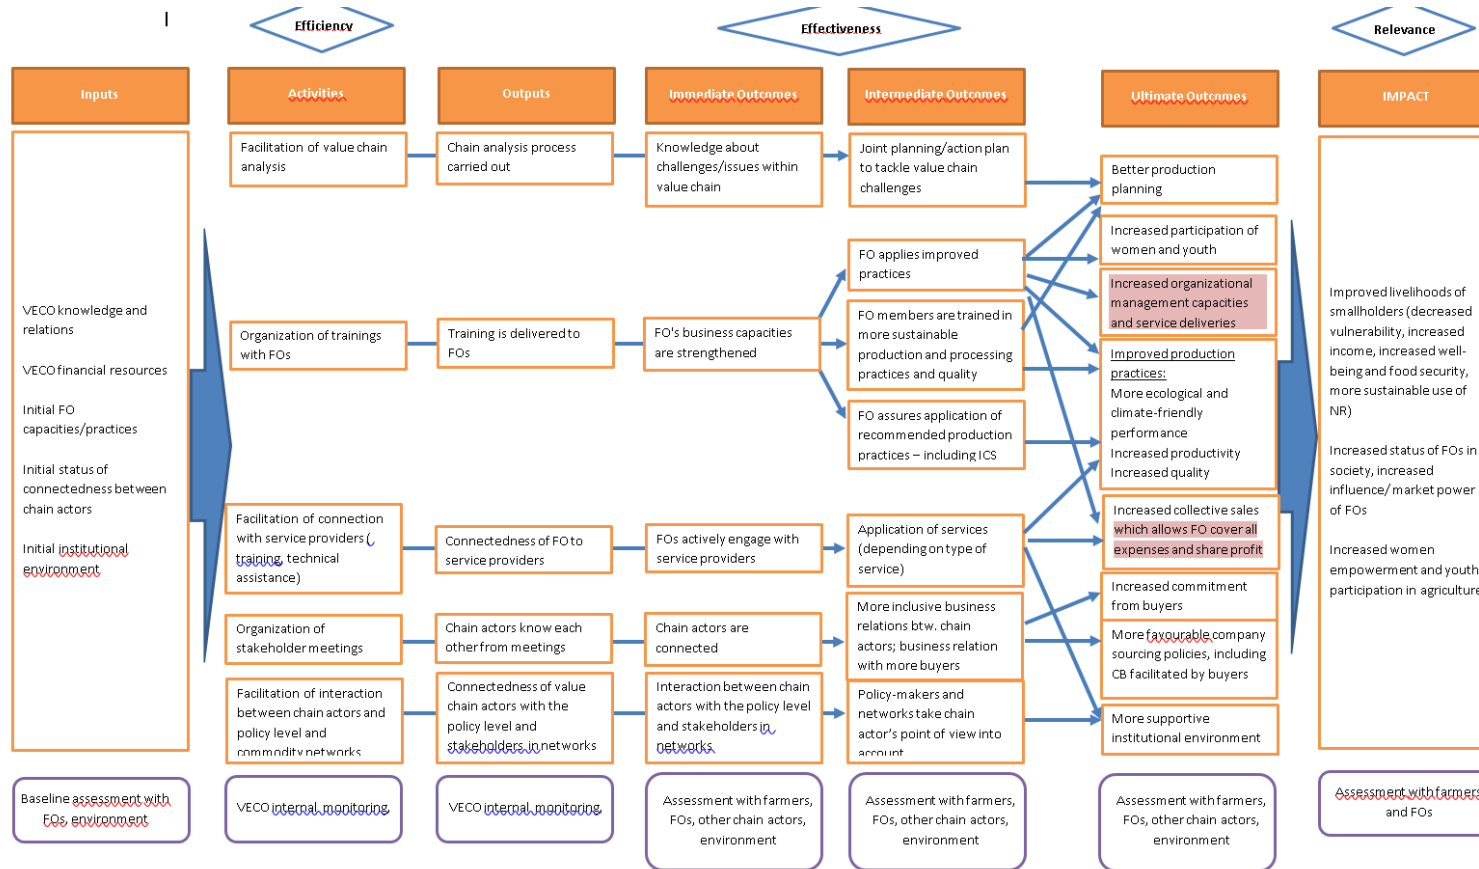 Efficiency
Effectiveness
Relevance
Inputs
Activities
Outputs
Immediate Outcomes
Intermediate Outcomes
Ultimate Outcomes
IMPACT
VECO knowledge and
relations
VECO financial resources
Initial FO
capacities/practices
Initial status of
connectedness between
chain actors
Initial institutional
environment
Facilitation of value chain
analysis
Chain analysis process
carried out
Knowledge about
challenges/issues within
value chain
Joint planning/action plan
to tackle value chain
challenges
Organization of trainings
with FOs
Training is delivered to
FOs
FO's business capacities
are strengthened
FO applies improved
practices
FO members are trained in
more sustainable
production and processing
practices and quality
FO assures application of
recommended production
practices – including ICS
Facilitation of connection
with service providers (
training, technical
assistance)
Connectedness of FO to
service providers
FOs actively engage with
service providers
Application of services
(depending on type of
service)
Organization of
stakeholder meetings
Chain actors know each
other from meetings
Chain actors are
connected
More inclusive business
relations btw. chain
actors; business relation
with more buyers
Facilitation of interaction
between chain actors and
policy level and
commodity networks
Connectedness of value
chain actors with the
policy level and
stakeholders in networks
Interaction between chain
actors with the policy level
and stakeholders in
networks
Policy-makers and
networks take chain
actor's point of view into
account
Better production
planning
Increased participation of
women and youth
Increased organizational
management capacities
and service deliveries
Improved production
practices:
More ecological and
climate-friendly
performance
Increased productivity
Increased quality
Increased collective sales
which allows FO cover all
expenses and share profit
Increased commitment
from buyers
More favourable company
sourcing policies, including
CB facilitated by buyers
More supportive
institutional environment
Improved livelihoods of
smallholders (decreased
vulnerability, increased
income, increased well-
being and food security,
more sustainable use of
NR)
Increased status of FOs in
society, increased
influence/ market power
of FOs
Increased women
empowerment and youth
participation in agriculture
Baseline assessment with
FOs, environment
VECO internal monitoring
VECO internal monitoring
Assessment with farmers,
FOs, other chain actors,
environment
Assessment with farmers,
FOs, other chain actors,
environment
Assessment with farmers,
FOs, other chain actors,
environment
Assessment with farmers
and FOs